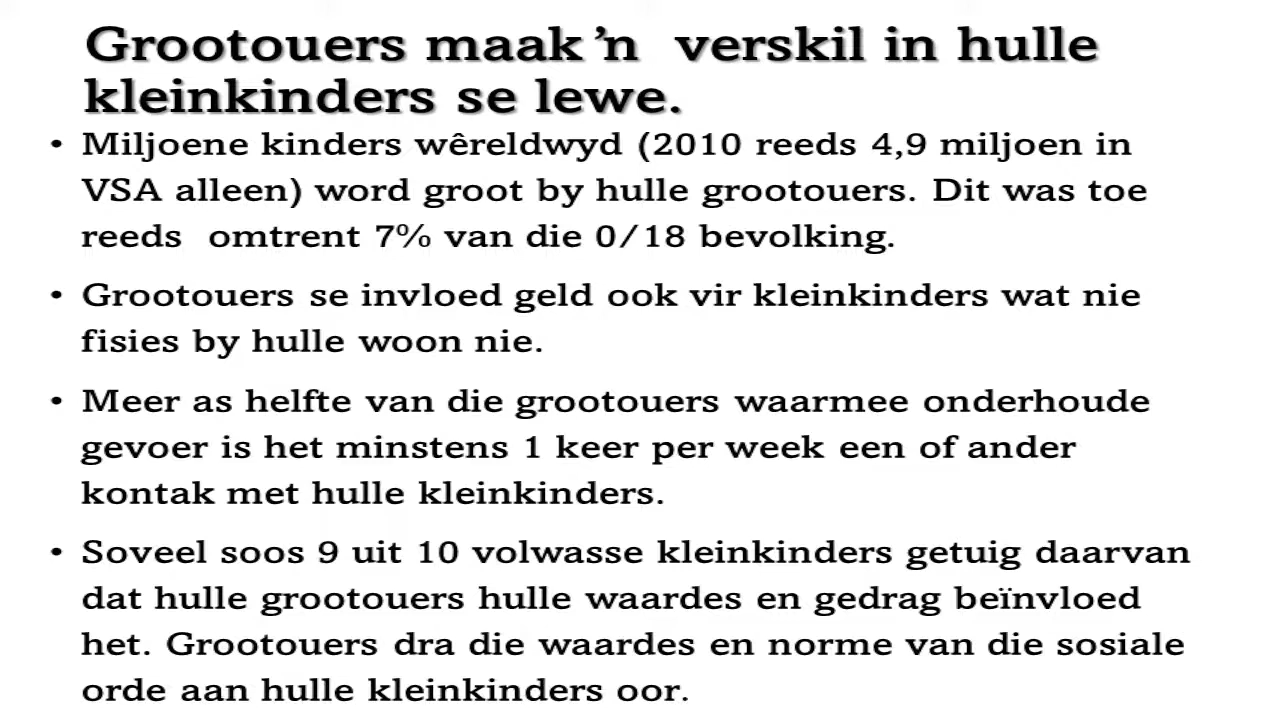 Grootouers maak ’n verskil in hulle
kleinkinders se lewe.
• Miljoene kinders wêreldwyd (2010 reeds 4,9 miljoen in
VSA alleen) word groot by hulle grootouers. Dit was toe
reeds omtrent 7% van die 0/18 bevolking.
• Grootouers se invloed geld ook vir kleinkinders wat nie
fisies by hulle woon nie.
• Meer as helfte van die grootouers waarmee onderhoude
gevoer is het minstens 1 keer per week een of ander
kontak met hulle kleinkinders.
• Soveel soos 9 uit 10 volwasse kleinkinders getuig daarvan
dat hulle grootouers hulle waardes en gedrag beïnvloed
het. Grootouers dra die waardes en norme van die sosiale
orde aan hulle kleinkinders oor.